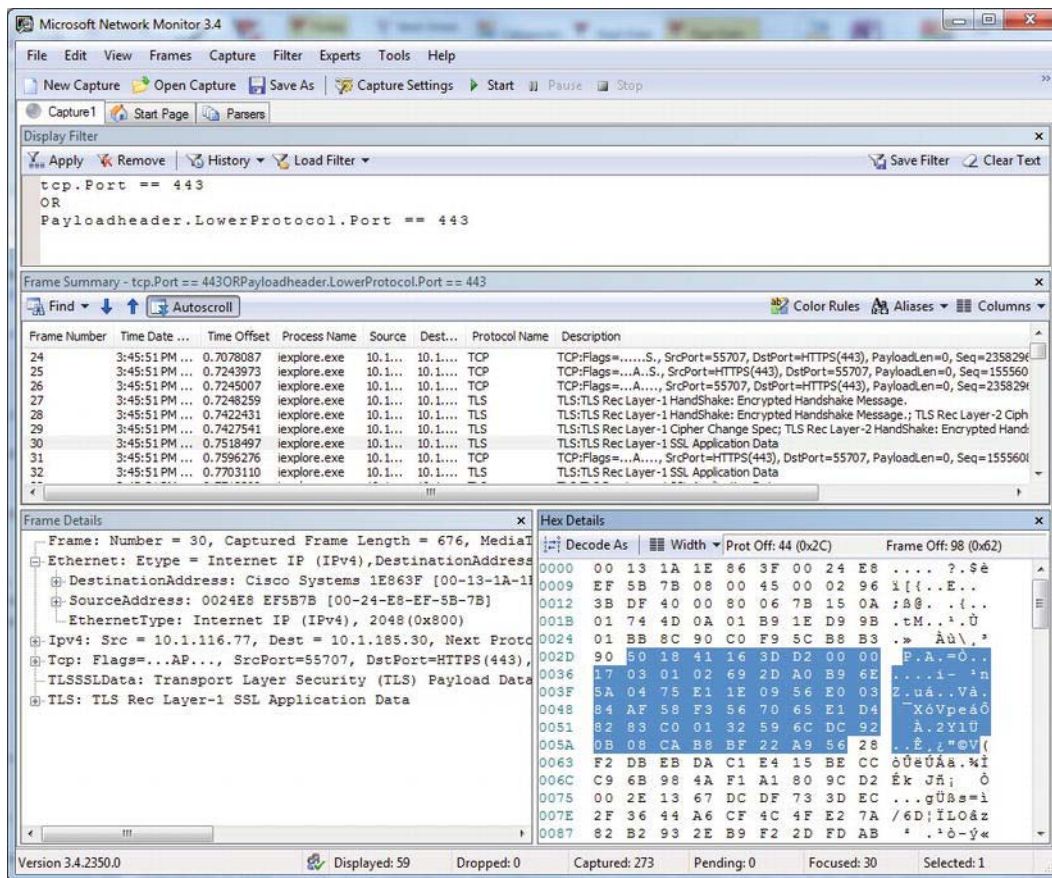 Microsoft Network Monitor 3.4
File Edit View Frames Capture Filter Experts Tools Help
New Capture Open Capture Save As Capture Settings Start Pause Stop
Capture1 Start Page Parsers
Display Filter
Apply Remove History Load Filter Save Filter Clear Text
tcp.Port == 443
OR
Payloadheader.LowerProtocol.Port == 443
Frame Summary - tcp.Port == 443ORPayloadheader.LowerProtocol.Port == 443
Find Autoscroll Color Rules Aliases Columns
Frame Number Time Date ... Time Offset Process Name Source Dest... Protocol Name Description
24 3:45:51 PM ... 0.7078087 iexplore.exe 10.1... 10.1.... TCP TCP:Flags=......S., SrcPort=55707, DstPort=HTTPS(443), PayloadLen=0, Seq=2358296
25 3:45:51 PM ... 0.7243973 iexplore.exe 10.1... 10.1.... TCP TCP:Flags=...A..S., SrcPort=HTTPS(443), DstPort=55707, PayloadLen=0, Seq=155560
26 3:45:51 PM ... 0.7245007 iexplore.exe 10.1... 10.1.... TCP TCP:Flags=...A...., SrcPort=55707, DstPort=HTTPS(443), PayloadLen=0, Seq=2358296
27 3:45:51 PM ... 0.7248259 iexplore.exe 10.1... 10.1.... TLS TLS:TLS Rec Layer-1 HandShake: Encrypted Handshake Message.
28 3:45:51 PM ... 0.7422431 iexplore.exe 10.1... 10.1.... TLS TLS:TLS Rec Layer-1 HandShake: Encrypted Handshake Message.; TLS Rec Layer-2 Ciph
29 3:45:51 PM ... 0.7427541 iexplore.exe 10.1... 10.1.... TLS TLS:TLS Rec Layer-1 Cipher Change Spec; TLS Rec Layer-2 HandShake: Encrypted Hand:
30 3:45:51 PM ... 0.7518497 iexplore.exe 10.1... 10.1.... TLS TLS:TLS Rec Layer-1 SSL Application Data
31 3:45:51 PM ... 0.7596276 iexplore.exe 10.1... 10.1.... TCP TCP:Flags=...A...., SrcPort=HTTPS(443), DstPort=55707, PayloadLen=0, Seq=155560
32 3:45:51 PM ... 0.7703110 iexplore.exe 10.1... 10.1.... TLS TLS:TLS Rec Layer-1 SSL Application Data
Frame Details
Frame: Number = 30, Captured Frame Length = 676, MediaT
Ethernet: Etype = Internet IP (IPv4),DestinationAddress
DestinationAddress: Cisco Systems 1E863F [00-13-1A-1
SourceAddress: 0024E8 EF5B7B [00-24-E8-EF-5B-7B]
EthernetType: Internet IP (IPv4), 2048(0x800)
Ipv4: Src = 10.1.116.77, Dest = 10.1.185.30, Next Proto
Tcp: Flags=...AP..., SrcPort=55707, DstPort=HTTPS(443),
TLSSSLData: Transport Layer Security (TLS) Payload Data
TLS: TLS Rec Layer-1 SSL Application Data
Hex Details
Decode As Width Prot Off: 44 (0x2C) Frame Off: 98 (0x62)
0000 00 13 1A 1E 86 3F 00 24 E8 .... ?.$è
0009 EF 5B 7B 08 00 45 00 02 96 ï[{..E..
0012 3B DF 40 00 80 06 7B 15 0A ;ß@. .{..
001B 01 74 4D 0A 01 B9 1E D9 9B .tM..¹.Ù
0024 01 BB 8C 90 C0 F9 5C B8 B3 .» Àù\¸³
002D 90 50 18 41 16 3D D2 00 00 P.A.=Ò..
0036 17 03 01 02 69 2D A0 B9 6E ....i- ¹n
003F 5A 04 75 E1 1E 09 56 E0 03 Z.uá..Và.
0048 84 AF 58 F3 56 70 65 E1 D4 ¯XóVpeáÔ
0051 82 83 C0 01 32 59 6C DC 92 À.2YlÜ
005A 0B 08 CA B8 BF 22 A9 56 28 ..Ê¸¿"©V(
0063 F2 DB EB DA C1 E4 15 BE CC òÛëÚÁä.¾Ì
006C C9 6B 98 4A F1 A1 80 9C D2 Ék Jñ¡ Ò
0075 00 2E 13 67 DC DF 73 3D EC ...gÜßs=ì
007E 2F 36 44 A6 CF 4C 4F E2 7A /6D¦ÏLOâz
0087 82 B2 93 2E B9 F2 2D FD AB ² .¹ò-ý«
Version 3.4.2350.0 Displayed: 59 Dropped: 0 Captured: 273 Pending: 0 Focused: 30 Selected: 1